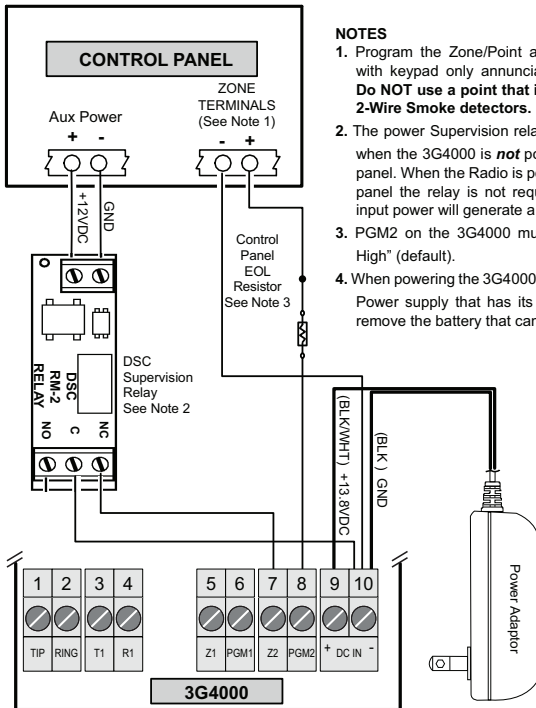 CONTROL PANEL
Aux Power
+ -
ZONE
TERMINALS
(See Note 1)
- +
+12VDC
GND
Control
Panel
EOL
Resistor
See Note 3
DSC
RM-2
RELAY
NO C NC
DSC
Supervision
Relay
See Note 2
(BLK/WHT) +13.8VDC
(BLK ) GND
Power Adaptor
1 2 3 4 5 6 7 8 9 10
TIP RING T1 R1 Z1 PGM1 Z2 PGM2 + DC IN -
3G4000
NOTES
1. Program the Zone/Point a
with keypad only annuncia
Do NOT use a point that i
2-Wire Smoke detectors.
2. The power Supervision rela
when the 3G4000 is not po
panel. When the Radio is po
panel the relay is not requ
input power will generate a
3. PGM2 on the 3G4000 mu
High” (default).
4. When powering the 3G4000
Power supply that has its
remove the battery that can